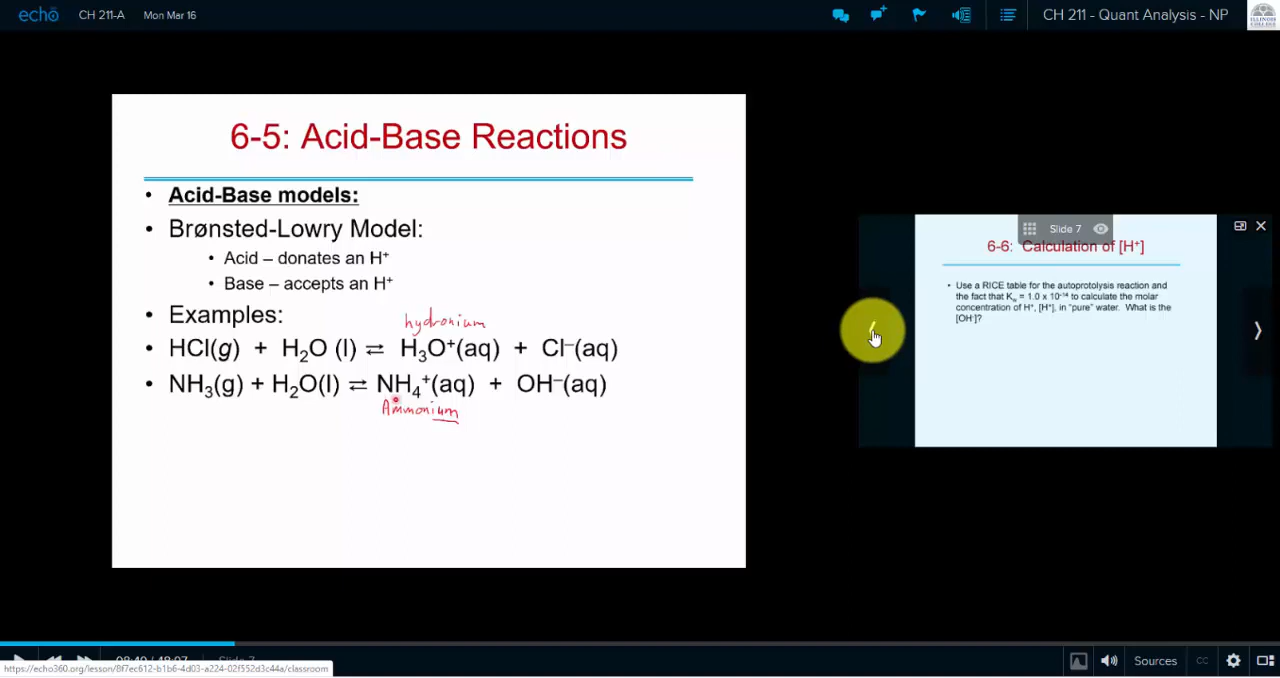 echo
CH 211-A
Mon Mar 16
CH 211 - Quant Analysis - NP
ILLINOIS
COLLEGE
6-5: Acid-Base Reactions
• Acid-Base models:
• Brønsted-Lowry Model:
• Acid – donates an H⁺
• Base – accepts an H⁺
• Examples:
hydronium
• HCl(g) + H₂O (l) ⇌ H₃O⁺(aq) + Cl⁻(aq)
• NH₃(g) + H₂O(l) ⇌ NH₄⁺(aq) + OH⁻(aq)
Ammonium
Slide 7
6-6: Calculation of [H⁺]
• Use a RICE table for the autoprotolysis reaction and
the fact that Kw = 1.0 x 10⁻¹⁴ to calculate the molar
concentration of H⁺, [H⁺], in “pure” water. What is the
[OH⁻]?
Slide 7
https://echo360.org/lesson/8f7ec612-b1b6-4d03-a224-02f552d3c44a/classroom
Sources
CC